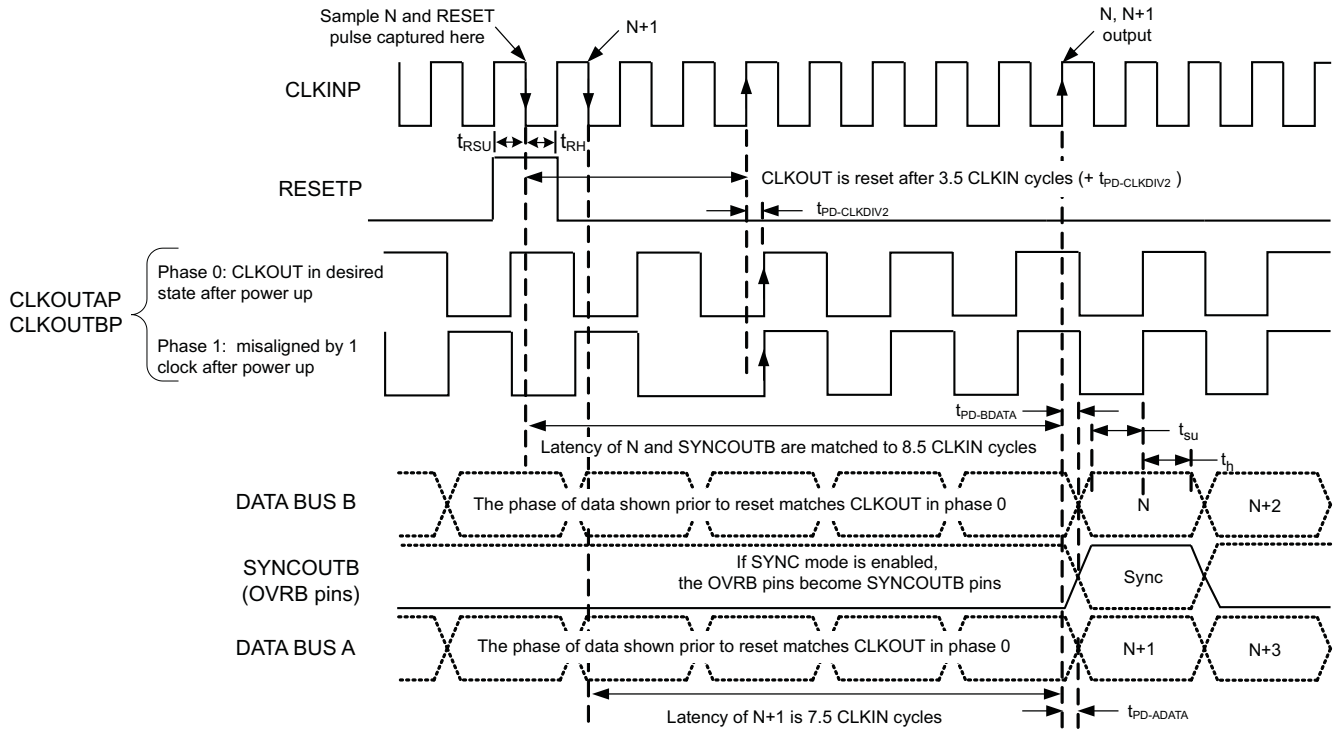 Sample N and RESET
pulse captured here
N+1
N, N+1
output
CLKINP
tRSU
tRH
RESETP
CLKOUT is reset after 3.5 CLKIN cycles (+ tPD-CLKDIV2 )
tPD-CLKDIV2
CLKOUTAP
CLKOUTBP
Phase 0: CLKOUT in desired
state after power up
Phase 1: misaligned by 1
clock after power up
tPD-BDATA
tsu
Latency of N and SYNCOUTB are matched to 8.5 CLKIN cycles
th
DATA BUS B
The phase of data shown prior to reset matches CLKOUT in phase 0
N
N+2
SYNCOUTB
(OVRB pins)
If SYNC mode is enabled,
the OVRB pins become SYNCOUTB pins
Sync
DATA BUS A
The phase of data shown prior to reset matches CLKOUT in phase 0
N+1
N+3
Latency of N+1 is 7.5 CLKIN cycles
tPD-ADATA